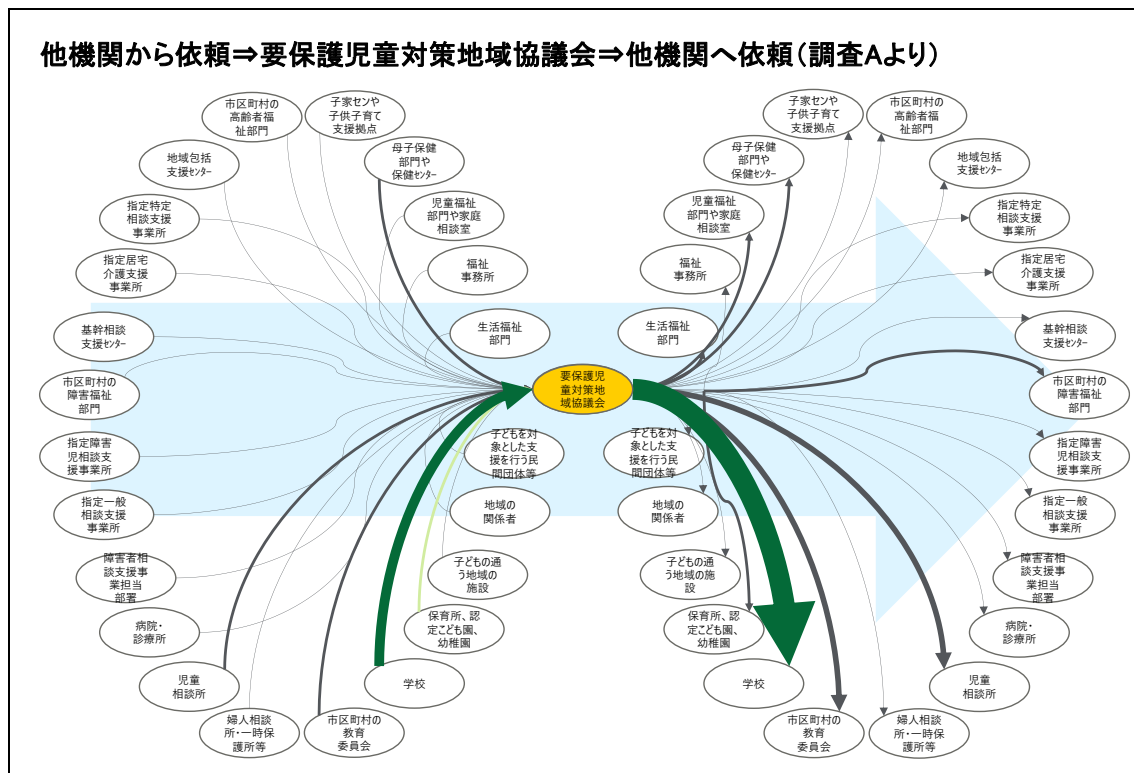 他機関から依頼⇒要保護児童対策地域協議会⇒他機関へ依頼(調査Aより)
市区町村の
高齢者福
祉部門
子家センや
子供子育て
支援拠点
母子保健
部門や
保健センター
地域包括
支援センター
児童福祉
部門や家庭
相談室
指定特定
相談支援
事業所
福祉
事務所
指定居宅
介護支援
事業所
生活福祉
部門
基幹相談
支援センター
市区町村の
障害福祉
部門
指定障害
児相談支
援事業所
指定一般
相談支援
事業所
障害者相
談支援事
業担当
部署
病院・
診療所
児童
相談所
婦人相談
所・一時保
護所等
市区町村の
教育
委員会
学校
保育所、認
定こども園、
幼稚園
子どもの通
う地域の
施設
地域の
関係者
子どもを対
象とした支
援を行う民
間団体等
要保護児
童対策地
域協議会
子家センや
子供子育て
支援拠点
市区町村の
高齢者福
祉部門
母子保健
部門や
保健センター
地域包括
支援センター
児童福祉
部門や家庭
相談室
指定特定
相談支援
事業所
福祉
事務所
指定居宅
介護支援
事業所
生活福祉
部門
基幹相談
支援センター
市区町村の
障害福祉
部門
子どもを対
象とした支
援を行う民
間団体等
指定障害
児相談支
援事業所
地域の
関係者
指定一般
相談支援
事業所
子どもの通
う地域の施
設
障害者相
談支援事
業担当
部署
保育所、認
定こども園、
幼稚園
病院・
診療所
学校
児童
相談所
市区町村の
教育
委員会
婦人相談
所・一時保
護所等